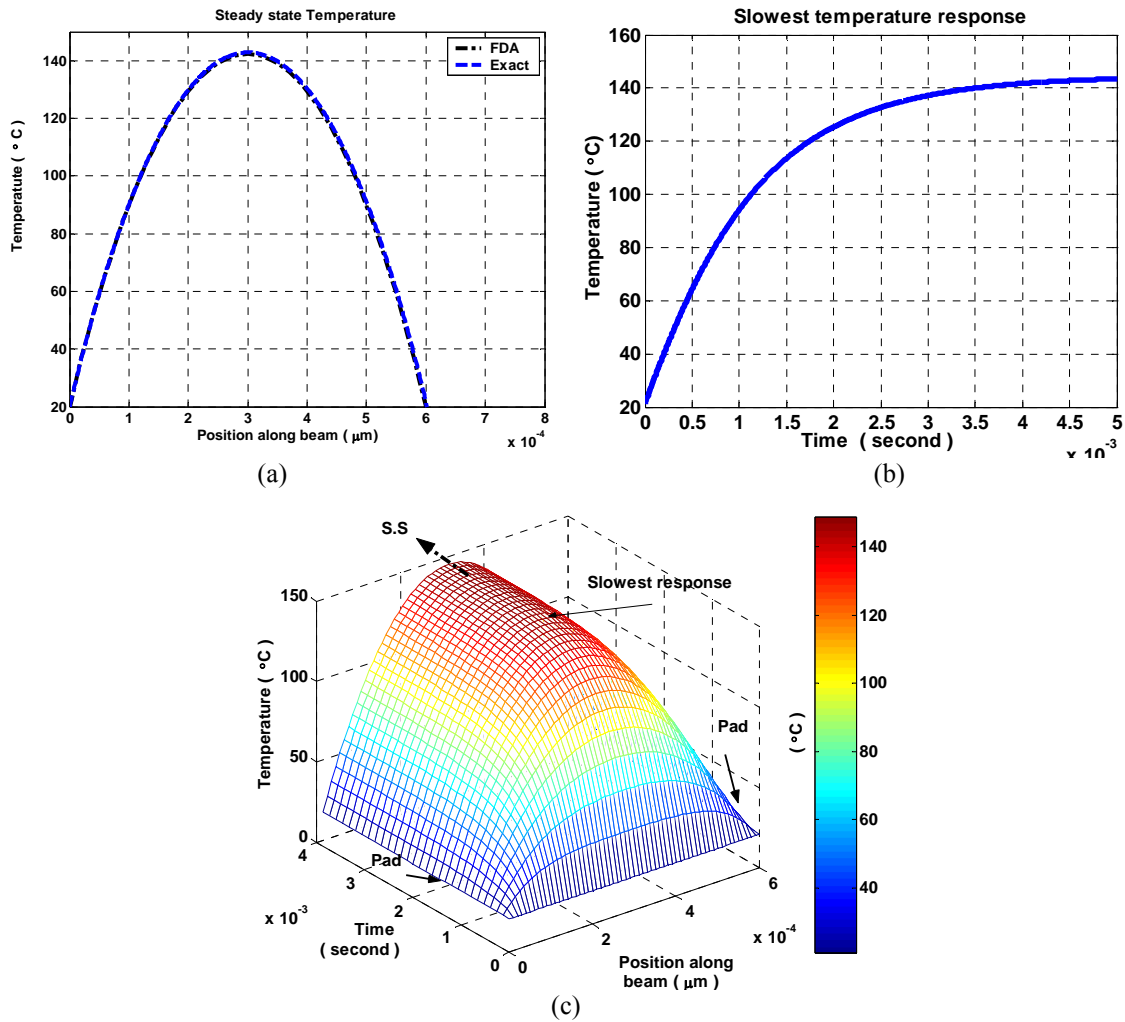 Steady state Temperature
Temperatute ( ° C )
140
120
100
80
60
40
20
0 1 2 3 4 5 6 7 8
Position along beam ( μm)
x 10-4
FDA
Exact
(a)
Slowest temperature response
Temperature ( °C)
160
140
120
100
80
60
40
20
0 0.5 1 1.5 2 2.5 3 3.5 4 4.5 5
Time ( second )
x 10-3
(b)
S.S
Slowest response
Pad
Pad
Temperature ( °C )
150
100
50
0
4
3
2
1
0
x 10-3
Time
( second )
0
2
4
6
x 10-4
Position along
beam ( μm )
140
120
100
80
60
40
( °C )
(c)